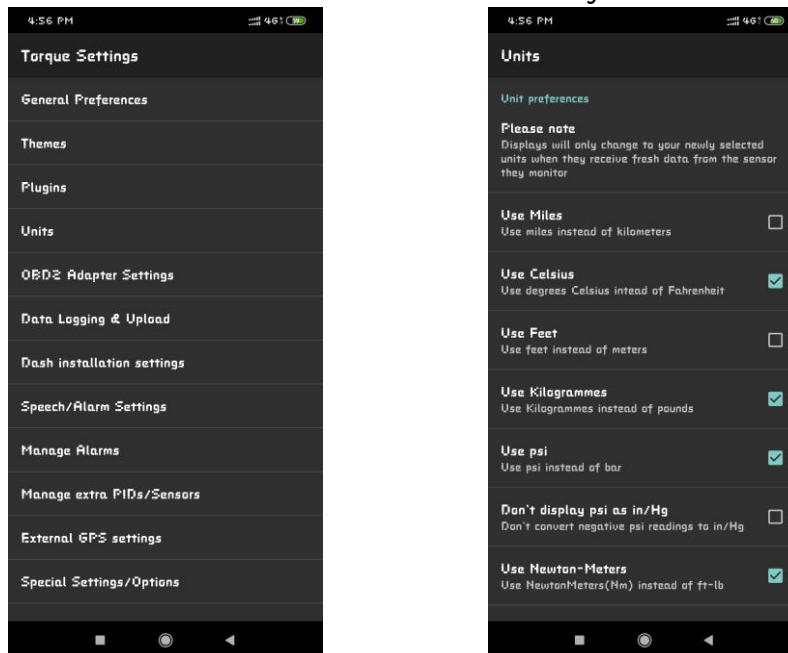 4:56 PM
4G
59
Torque Settings
General Preferences
Themes
Plugins
Units
OBD2 Adapter Settings
Data Logging & Upload
Dash installation settings
Speech/Alarm Settings
Manage Alarms
Manage extra PIDs/Sensors
External GPS settings
Special Settings/Options
4:56 PM
4G
60
Units
Unit preferences
Please note
Displays will only change to your newly selected
units when they receive fresh data from the sensor
they monitor
Use Miles
Use miles instead of kilometers
Use Celsius
Use degrees Celsius intead of Fahrenheit
Use Feet
Use feet instead of meters
Use Kilogrammes
Use Kilogrammes instead of pounds
Use psi
Use psi instead of bar
Don't display psi as in/Hg
Don't convert negative psi readings to in/Hg
Use Newton-Meters
Use NewtonMeters(Nm) instead of ft-lb